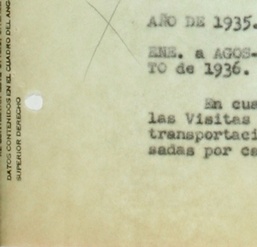 AÑO DE 1935.
ENE. a AGOS-
TO de 1936.
En cua
las Visitas
transportaci
sadas por ca
DATOS CONTENIDOS EN EL CUADRO DEL ANG
SUPERIOR DERECHO